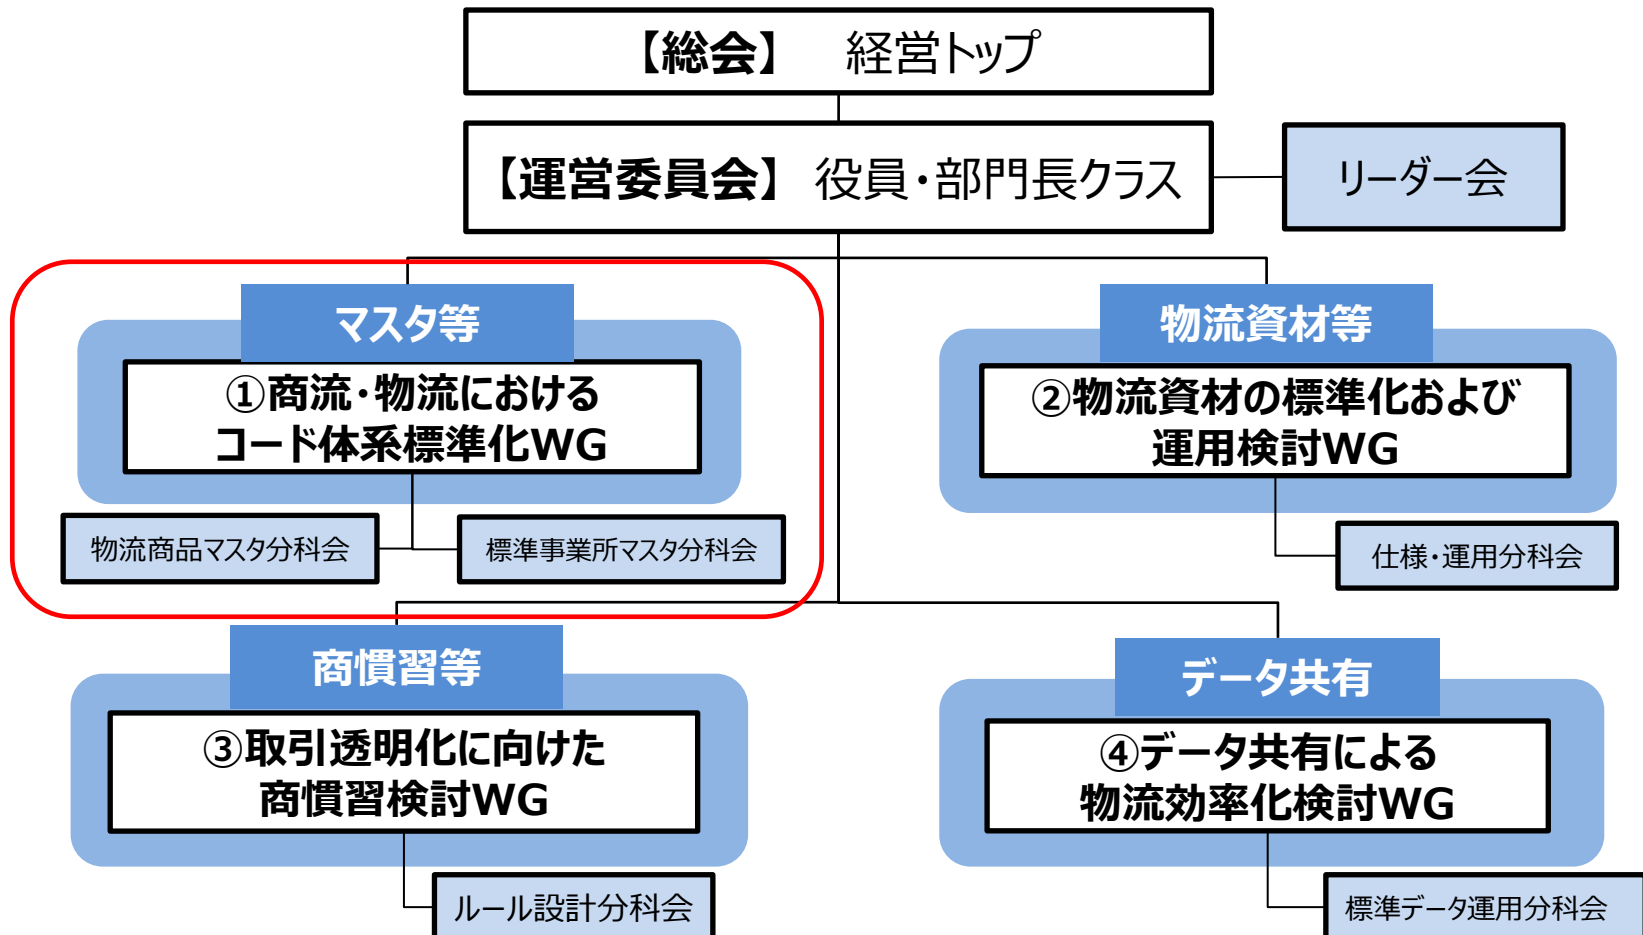 【総会】　経営トップ
【運営委員会】 役員・部門長クラス
リーダー会
マスタ等
①商流・物流における
コード体系標準化WG
物流商品マスタ分科会
標準事業所マスタ分科会
物流資材等
②物流資材の標準化および
運用検討WG
仕様・運用分科会
商慣習等
③取引透明化に向けた
商慣習検討WG
ルール設計分科会
データ共有
④データ共有による
物流効率化検討WG
標準データ運用分科会